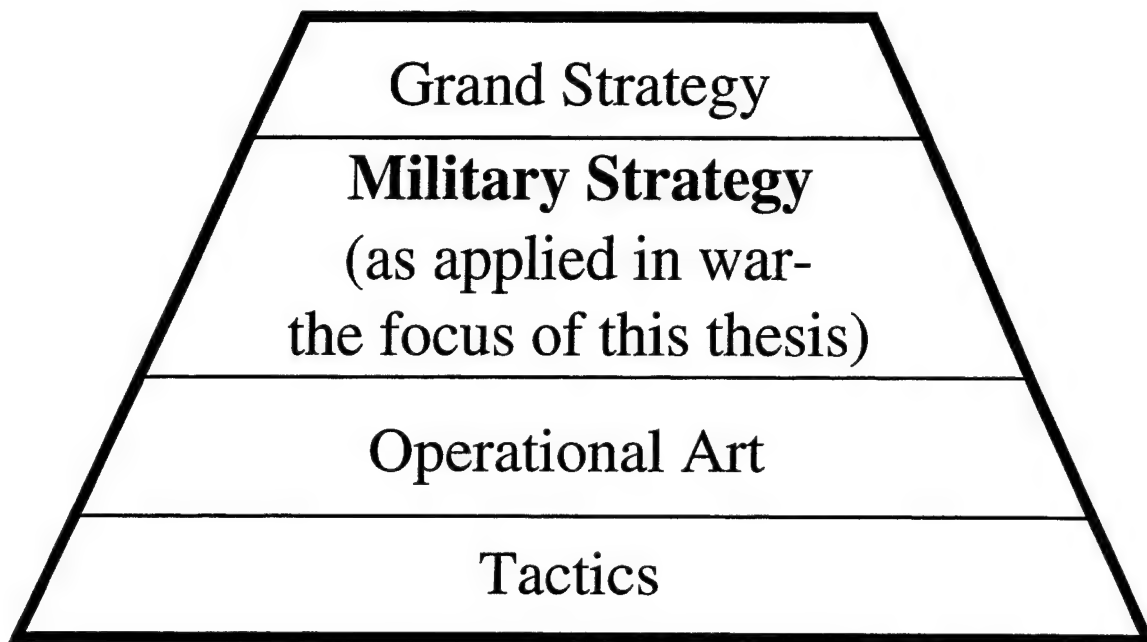 Grand Strategy
Military Strategy
(as applied in war-
the focus of this thesis)
Operational Art
Tactics